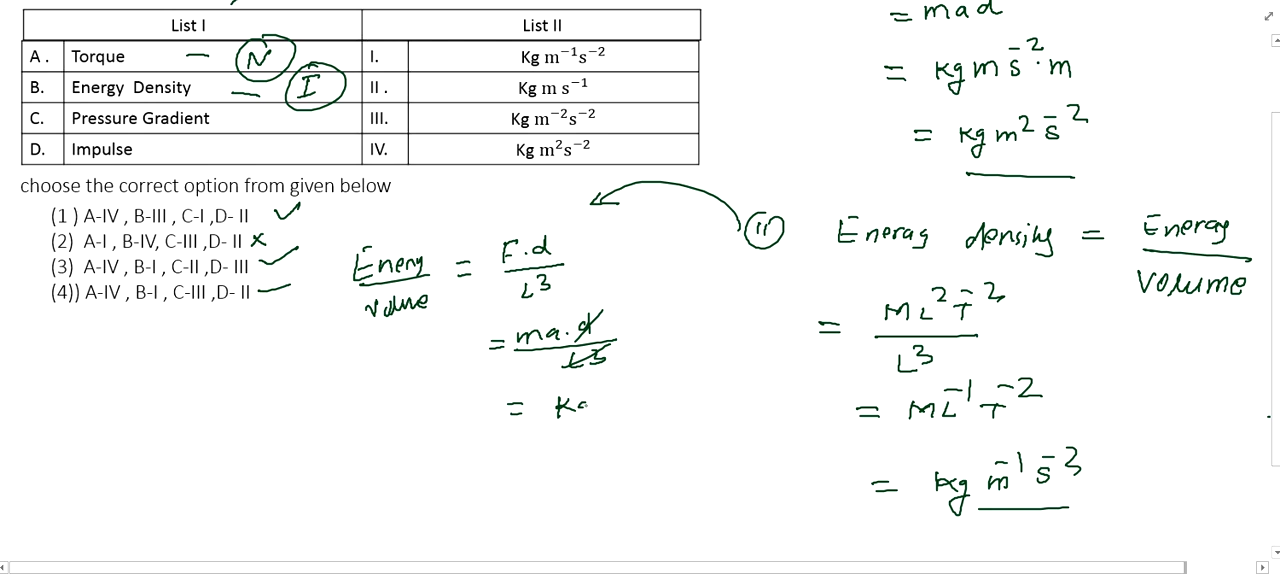 List I List II
A. Torque — IV I. Kg m⁻¹s⁻²
B. Energy Density — I II. Kg m s⁻¹
C. Pressure Gradient III. Kg m⁻²s⁻²
D. Impulse IV. Kg m²s⁻²
choose the correct option from given below
(1 ) A-IV , B-III , C-I ,D- II ✓
(2) A-I , B-IV, C-III ,D- II ×
(3) A-IV , B-I , C-II ,D- III ✓
(4)) A-IV , B-I , C-III ,D- II
Enery / volue = F.d / L³
= ma.d / L³
= K
= mad
= kg m s⁻².m
= kg m² s⁻²
(ii) Energy density = Energy / Volume
= ML²T⁻² / L³
= ML⁻¹T⁻²
= kg m⁻¹ s⁻³